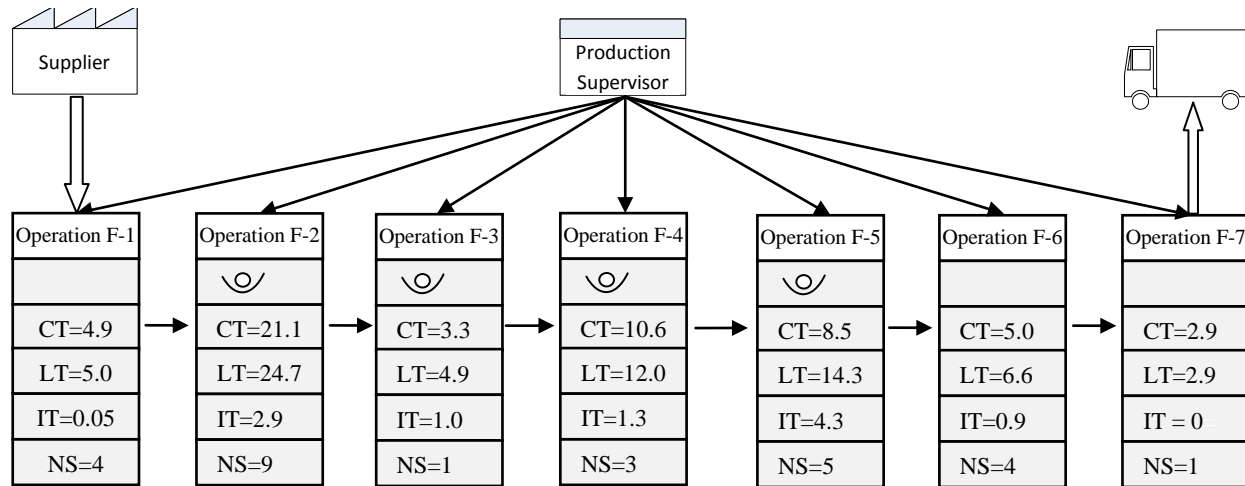 Supplier
Production
Supervisor
Operation F-1
CT=4.9
LT=5.0
IT=0.05
NS=4
Operation F-2
CT=21.1
LT=24.7
IT=2.9
NS=9
Operation F-3
CT=3.3
LT=4.9
IT=1.0
NS=1
Operation F-4
CT=10.6
LT=12.0
IT=1.3
NS=3
Operation F-5
CT=8.5
LT=14.3
IT=4.3
NS=5
Operation F-6
CT=5.0
LT=6.6
IT=0.9
NS=4
Operation F-7
CT=2.9
LT=2.9
IT = 0
NS=1